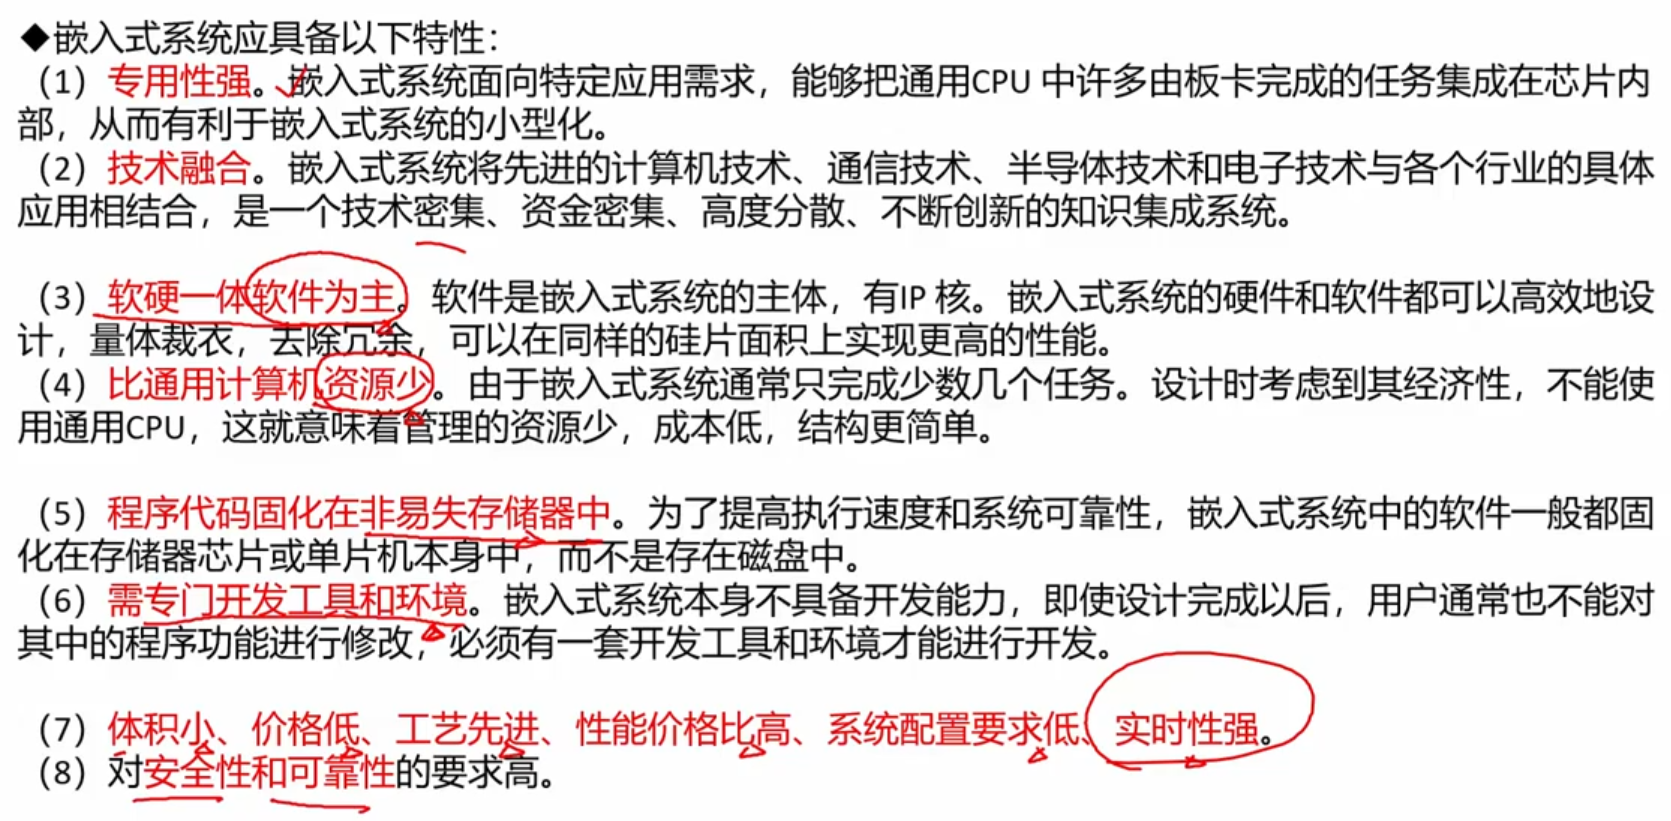 ◆嵌入式系统应具备以下特性：
（1）专用性强。嵌入式系统面向特定应用需求，能够把通用CPU 中许多由板卡完成的任务集成在芯片内
部，从而有利于嵌入式系统的小型化。
（2）技术融合。嵌入式系统将先进的计算机技术、通信技术、半导体技术和电子技术与各个行业的具体
应用相结合，是一个技术密集、资金密集、高度分散、不断创新的知识集成系统。
（3）软硬一体软件为主。软件是嵌入式系统的主体，有IP 核。嵌入式系统的硬件和软件都可以高效地设
计，量体裁衣，去除冗余，可以在同样的硅片面积上实现更高的性能。
（4）比通用计算机资源少。由于嵌入式系统通常只完成少数几个任务。设计时考虑到其经济性，不能使
用通用CPU，这就意味着管理的资源少，成本低，结构更简单。
（5）程序代码固化在非易失存储器中。为了提高执行速度和系统可靠性，嵌入式系统中的软件一般都固
化在存储器芯片或单片机本身中，而不是存在磁盘中。
（6）需专门开发工具和环境。嵌入式系统本身不具备开发能力，即使设计完成以后，用户通常也不能对
其中的程序功能进行修改，必须有一套开发工具和环境才能进行开发。
（7）体积小、价格低、工艺先进、性能价格比高、系统配置要求低、实时性强。
（8）对安全性和可靠性的要求高。